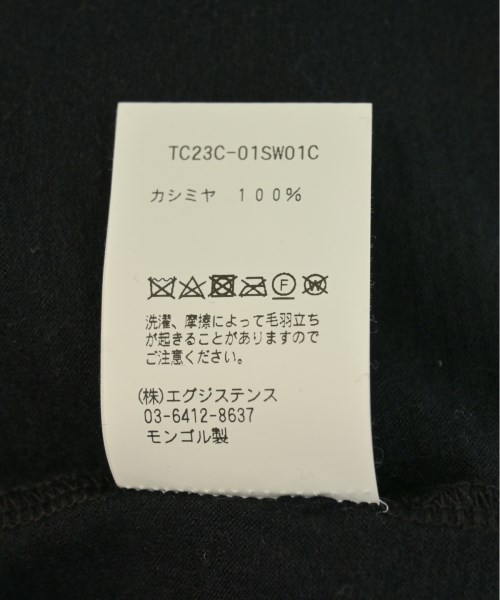 TC23C-01SW01C
カシミヤ 100%
F W
洗濯、摩擦によって毛羽立ち
が起きることがありますので
ご注意ください。
(株)エグジステンス
03-6412-8637
モンゴル製